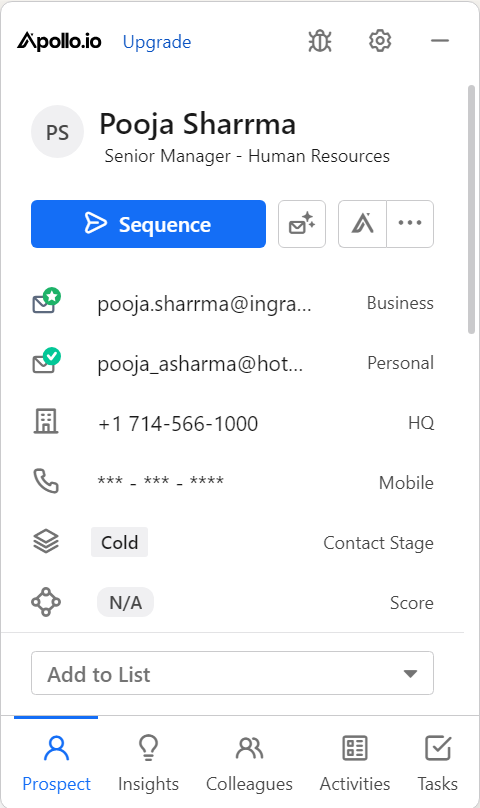 Apollo.io Upgrade
PS
Pooja Sharrma
Senior Manager - Human Resources
Sequence
pooja.sharrma@ingra... Business
pooja_asharma@hot... Personal
+1 714-566-1000 HQ
*** - *** - **** Mobile
Cold Contact Stage
N/A Score
Add to List
Prospect Insights Colleagues Activities Tasks